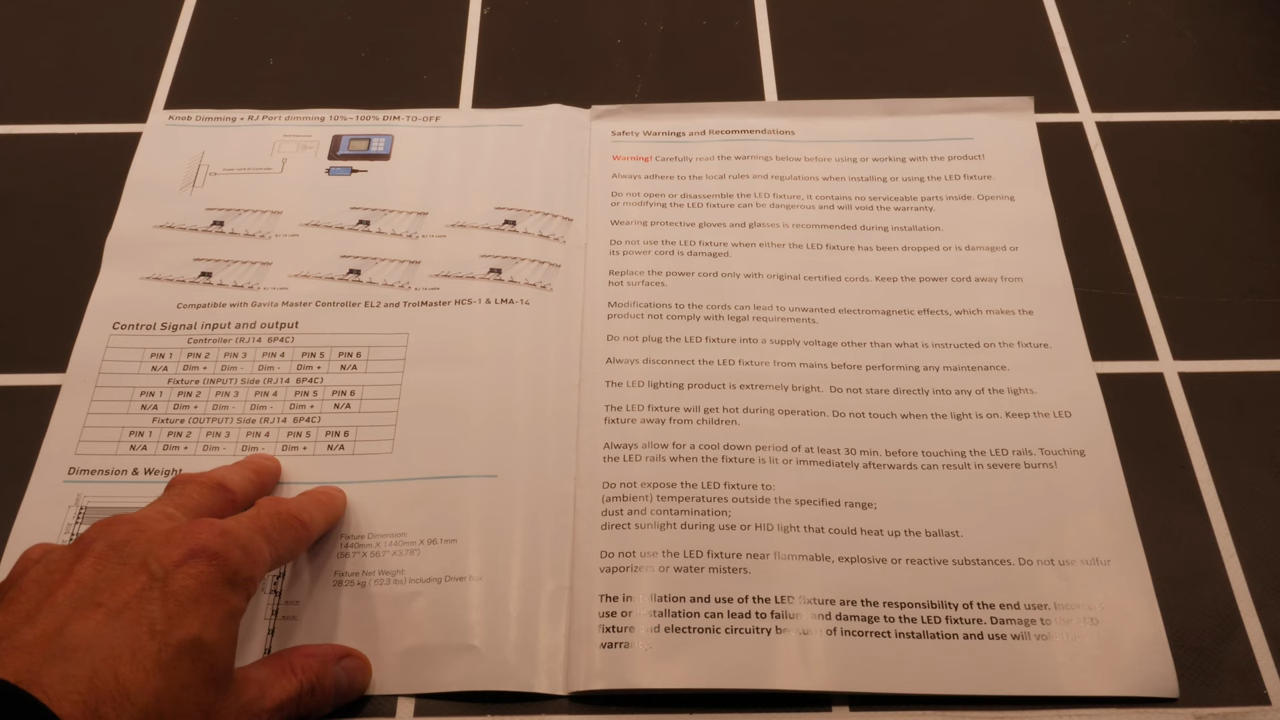 Knob Dimming + RJ Port dimming 10%~100% DIM-TO-OFF
Compatible with Gavita Master Controller EL2 and TrolMaster HCS-1 & LMA-14
Control Signal input and output
Controller (RJ14 6P4C)
PIN 1 PIN 2 PIN 3 PIN 4 PIN 5 PIN 6
N/A Dim + Dim - Dim - Dim + N/A
Fixture (INPUT) Side (RJ14 6P4C)
PIN 1 PIN 2 PIN 3 PIN 4 PIN 5 PIN 6
N/A Dim + Dim - Dim - Dim + N/A
Fixture (OUTPUT) Side (RJ14 6P4C)
PIN 1 PIN 2 PIN 3 PIN 4 PIN 5 PIN 6
N/A Dim + Dim - Dim - Dim + N/A
Dimension & Weight
Fixture Dimension:
1440mm X 1440mm X 96.1mm
(56.7" X 56.7" X3.78")
Fixture Net Weight:
28.25 kg ( 62.3 lbs) Including Driver box
Safety Warnings and Recommendations
Warning! Carefully read the warnings below before using or working with the product!
Always adhere to the local rules and regulations when installing or using the LED fixture.
Do not open or disassemble the LED fixture, it contains no serviceable parts inside. Opening
or modifying the LED fixture can be dangerous and will void the warranty.
Wearing protective gloves and glasses is recommended during installation.
Do not use the LED fixture when either the LED fixture has been dropped or is damaged or
its power cord is damaged.
Replace the power cord only with original certified cords. Keep the power cord away from
hot surfaces.
Modifications to the cords can lead to unwanted electromagnetic effects, which makes the
product not comply with legal requirements.
Do not plug the LED fixture into a supply voltage other than what is instructed on the fixture.
Always disconnect the LED fixture from mains before performing any maintenance.
The LED lighting product is extremely bright. Do not stare directly into any of the lights.
The LED fixture will get hot during operation. Do not touch when the light is on. Keep the LED
fixture away from children.
Always allow for a cool down period of at least 30 min. before touching the LED rails. Touching
the LED rails when the fixture is lit or immediately afterwards can result in severe burns!
Do not expose the LED fixture to:
(ambient) temperatures outside the specified range;
dust and contamination;
direct sunlight during use or HID light that could heat up the ballast.
Do not use the LED fixture near flammable, explosive or reactive substances. Do not use sulfur
vaporizers or water misters.
The installation and use of the LED fixture are the responsibility of the end user.
use or installation can lead to failure and damage to the LED fixture. Damage to the LED
fixture and electronic circuitry because of incorrect installation and use will void
warranty.